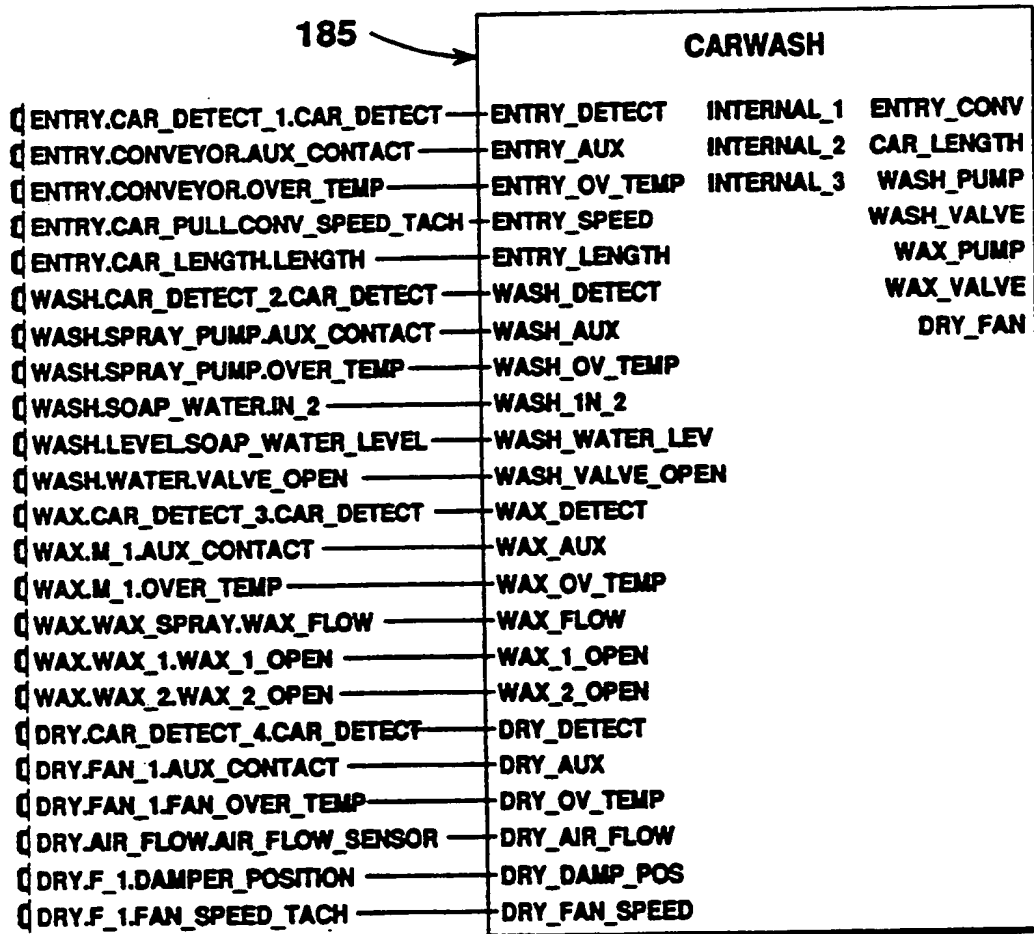 185
CARWASH
ENTRY.CAR_DETECT_1.CAR_DETECT ENTRY_DETECT INTERNAL_1 ENTRY_CONV
ENTRY.CONVEYOR.AUX_CONTACT ENTRY_AUX INTERNAL_2 CAR_LENGTH
ENTRY.CONVEYOR.OVER_TEMP ENTRY_OV_TEMP INTERNAL_3 WASH_PUMP
ENTRY.CAR_PULL.CONV_SPEED_TACH ENTRY_SPEED WASH_VALVE
ENTRY.CAR_LENGTH.LENGTH ENTRY_LENGTH WAX_PUMP
WASH.CAR_DETECT_2.CAR_DETECT WASH_DETECT WAX_VALVE
WASH.SPRAY_PUMP.AUX_CONTACT WASH_AUX DRY_FAN
WASH.SPRAY_PUMP.OVER_TEMP WASH_OV_TEMP
WASH.SOAP_WATER.IN_2 WASH_1N_2
WASH.LEVEL.SOAP_WATER_LEVEL WASH_WATER_LEV
WASH.WATER.VALVE_OPEN WASH_VALVE_OPEN
WAX.CAR_DETECT_3.CAR_DETECT WAX_DETECT
WAX.M_1.AUX_CONTACT WAX_AUX
WAX.M_1.OVER_TEMP WAX_OV_TEMP
WAX.WAX_SPRAY.WAX_FLOW WAX_FLOW
WAX.WAX_1.WAX_1_OPEN WAX_1_OPEN
WAX.WAX_2.WAX_2_OPEN WAX_2_OPEN
DRY.CAR_DETECT_4.CAR_DETECT DRY_DETECT
DRY.FAN_1.AUX_CONTACT DRY_AUX
DRY.FAN_1.FAN_OVER_TEMP DRY_OV_TEMP
DRY.AIR_FLOW.AIR_FLOW_SENSOR DRY_AIR_FLOW
DRY.F_1.DAMPER_POSITION DRY_DAMP_POS
DRY.F_1.FAN_SPEED_TACH DRY_FAN_SPEED